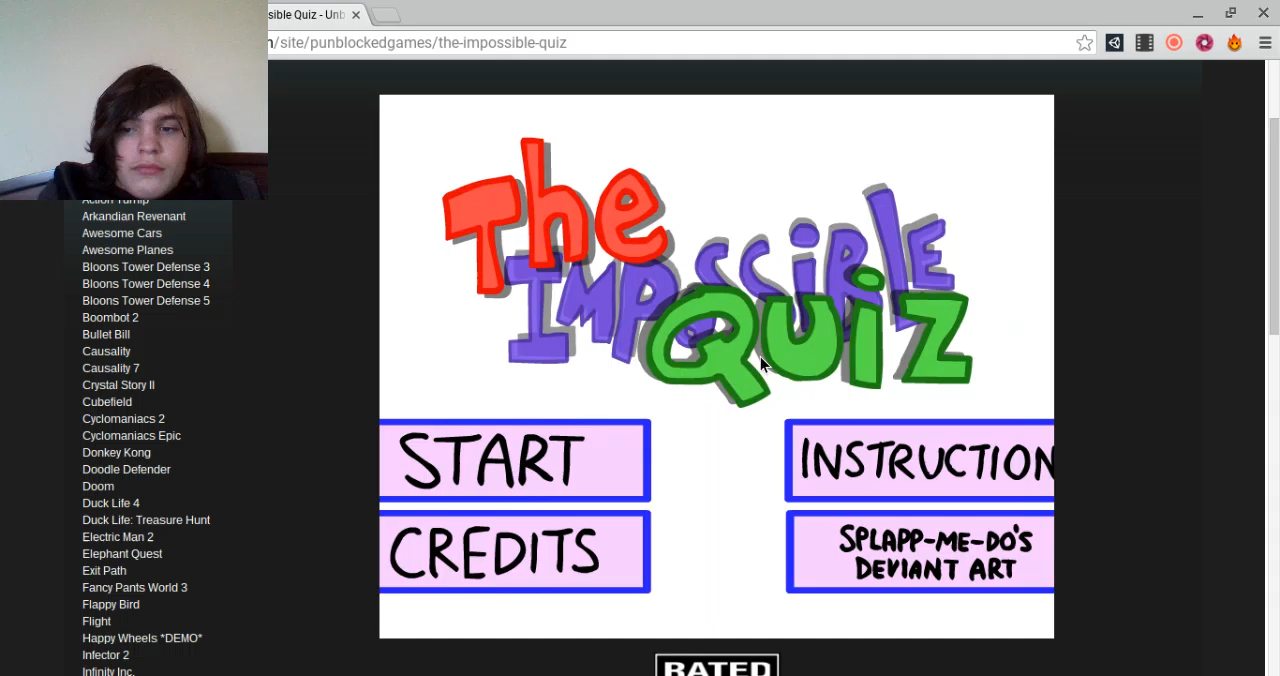 sible Quiz - Unb
/site/punblockedgames/the-impossible-quiz
Arkandian Revenant
Awesome Cars
Awesome Planes
Bloons Tower Defense 3
Bloons Tower Defense 4
Bloons Tower Defense 5
Boombot 2
Bullet Bill
Causality
Causality 7
Crystal Story II
Cubefield
Cyclomaniacs 2
Cyclomaniacs Epic
Donkey Kong
Doodle Defender
Doom
Duck Life 4
Duck Life: Treasure Hunt
Electric Man 2
Elephant Quest
Exit Path
Fancy Pants World 3
Flappy Bird
Flight
Happy Wheels *DEMO*
Infector 2
Infinity Inc.
The
IMPOSSIBLE
QUiZ
START
INSTRUCTION
CREDITS
SPLAPP-ME-DO'S
DEVIANT ART
RATED